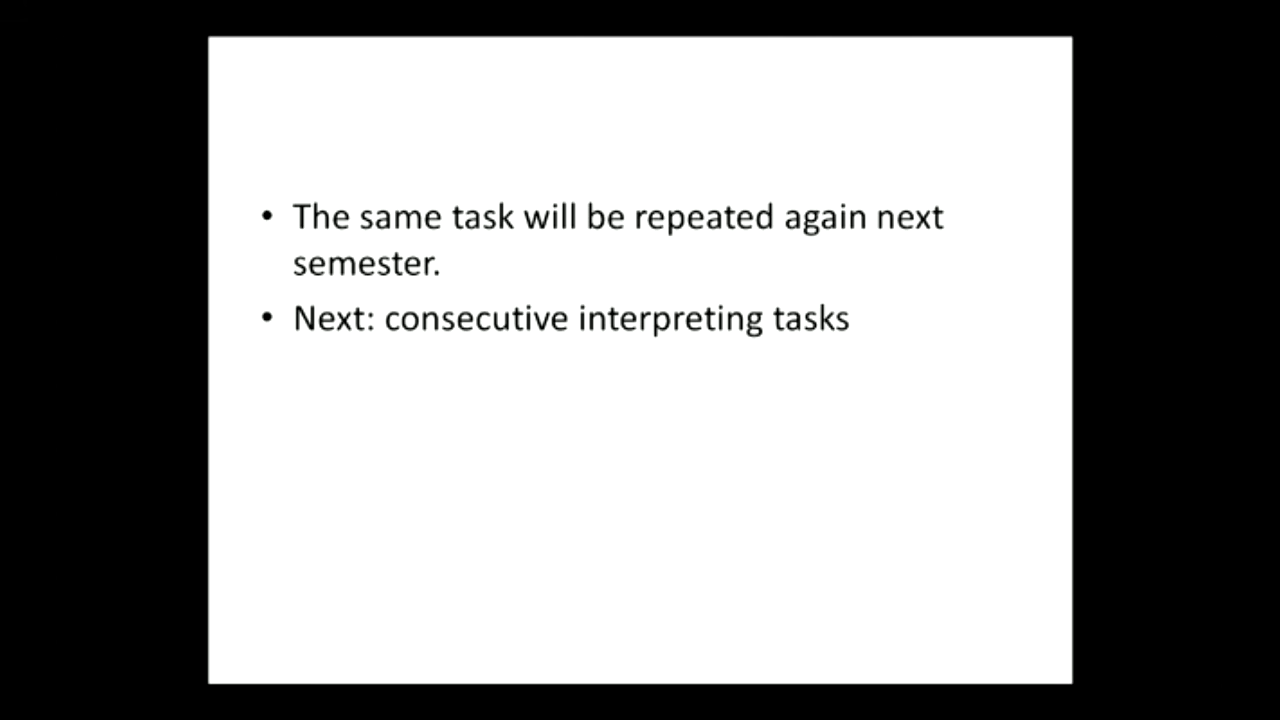 • The same task will be repeated again next
semester.
• Next: consecutive interpreting tasks